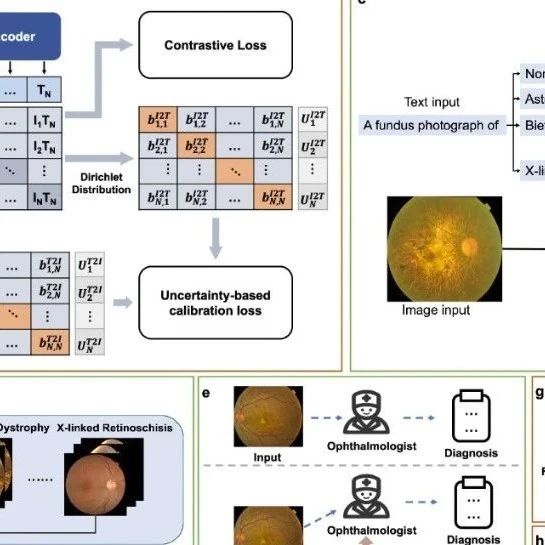 coder
... T_N
I_1T_N
... I_2T_N
⋱ ⋮
... I_NT_N
Contrastive Loss
Dirichlet
Distribution
b_{1,1}^{I2T} b_{1,2}^{I2T} ... b_{1,N}^{I2T} U_1^{I2T}
b_{2,1}^{I2T} b_{2,2}^{I2T} ... b_{2,N}^{I2T} U_2^{I2T}
⋮ ⋮ ⋱ ⋮ ⋮
b_{N,1}^{I2T} b_{N,2}^{I2T} ... b_{N,N}^{I2T} U_N^{I2T}
... b_{1,N}^{T2I} U_1^{T2I}
... b_{2,N}^{T2I} U_2^{T2I}
⋱ ⋮ ⋮
... b_{N,N}^{T2I} U_N^{T2I}
Uncertainty-based
calibration loss
Text input
A fundus photograph of
Nor
Ast
Biet
X-li
Image input
Dystrophy X-linked Retinoschisis
......
e
Input
Ophthalmologist
...
...
Diagnosis
Ophthalmologist
...
...
Diagnosis
g
h